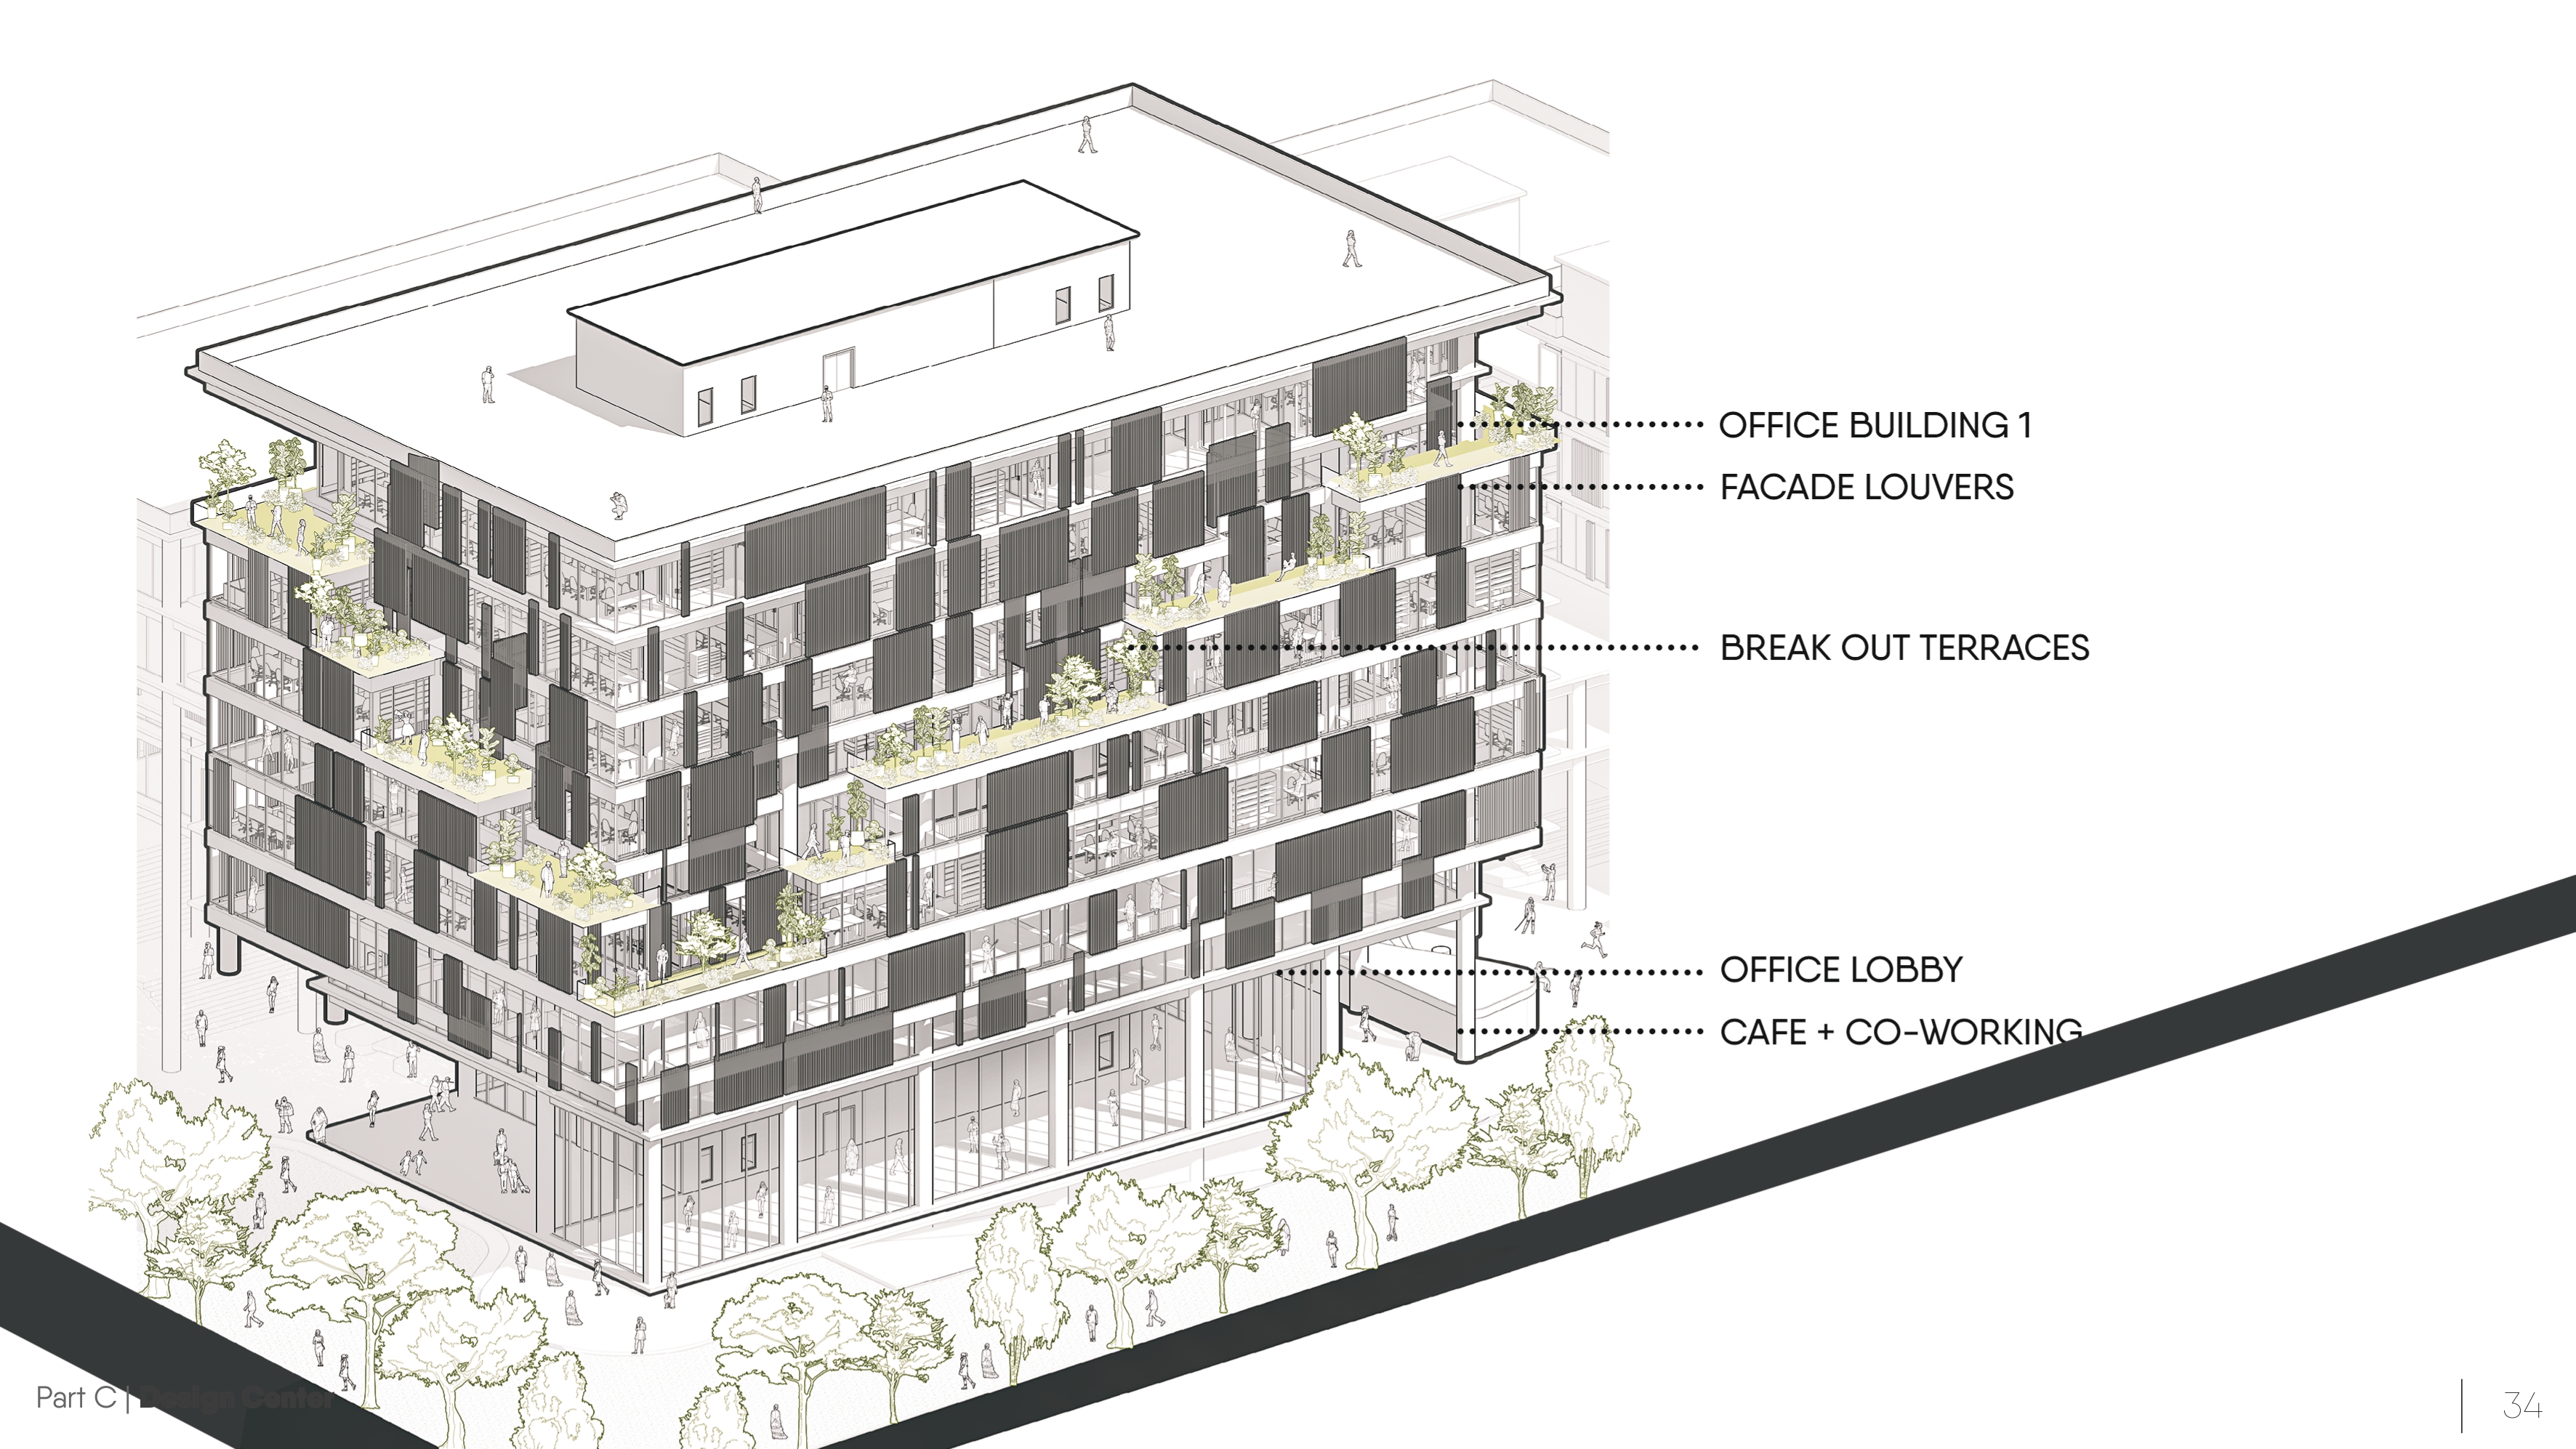 OFFICE BUILDING 1
FACADE LOUVERS
BREAK OUT TERRACES
OFFICE LOBBY
CAFE + CO-WORKING
Part C | Design Center
34